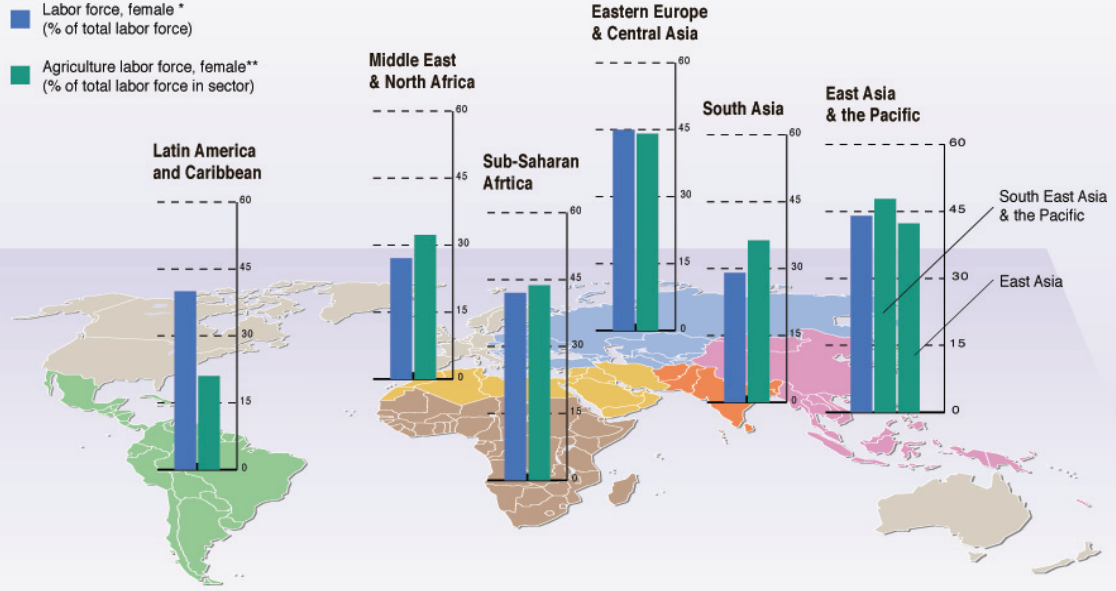 Labor force, female *
(% of total labor force)
Agriculture labor force, female**
(% of total labor force in sector)
Latin America
and Caribbean
60
45
30
15
0
Middle East
& North Africa
60
45
30
15
0
Sub-Saharan
Afrtica
60
45
30
15
0
Eastern Europe
& Central Asia
60
45
30
15
0
South Asia
60
45
30
15
0
East Asia
& the Pacific
60
45
30
15
0
South East Asia
& the Pacific
East Asia